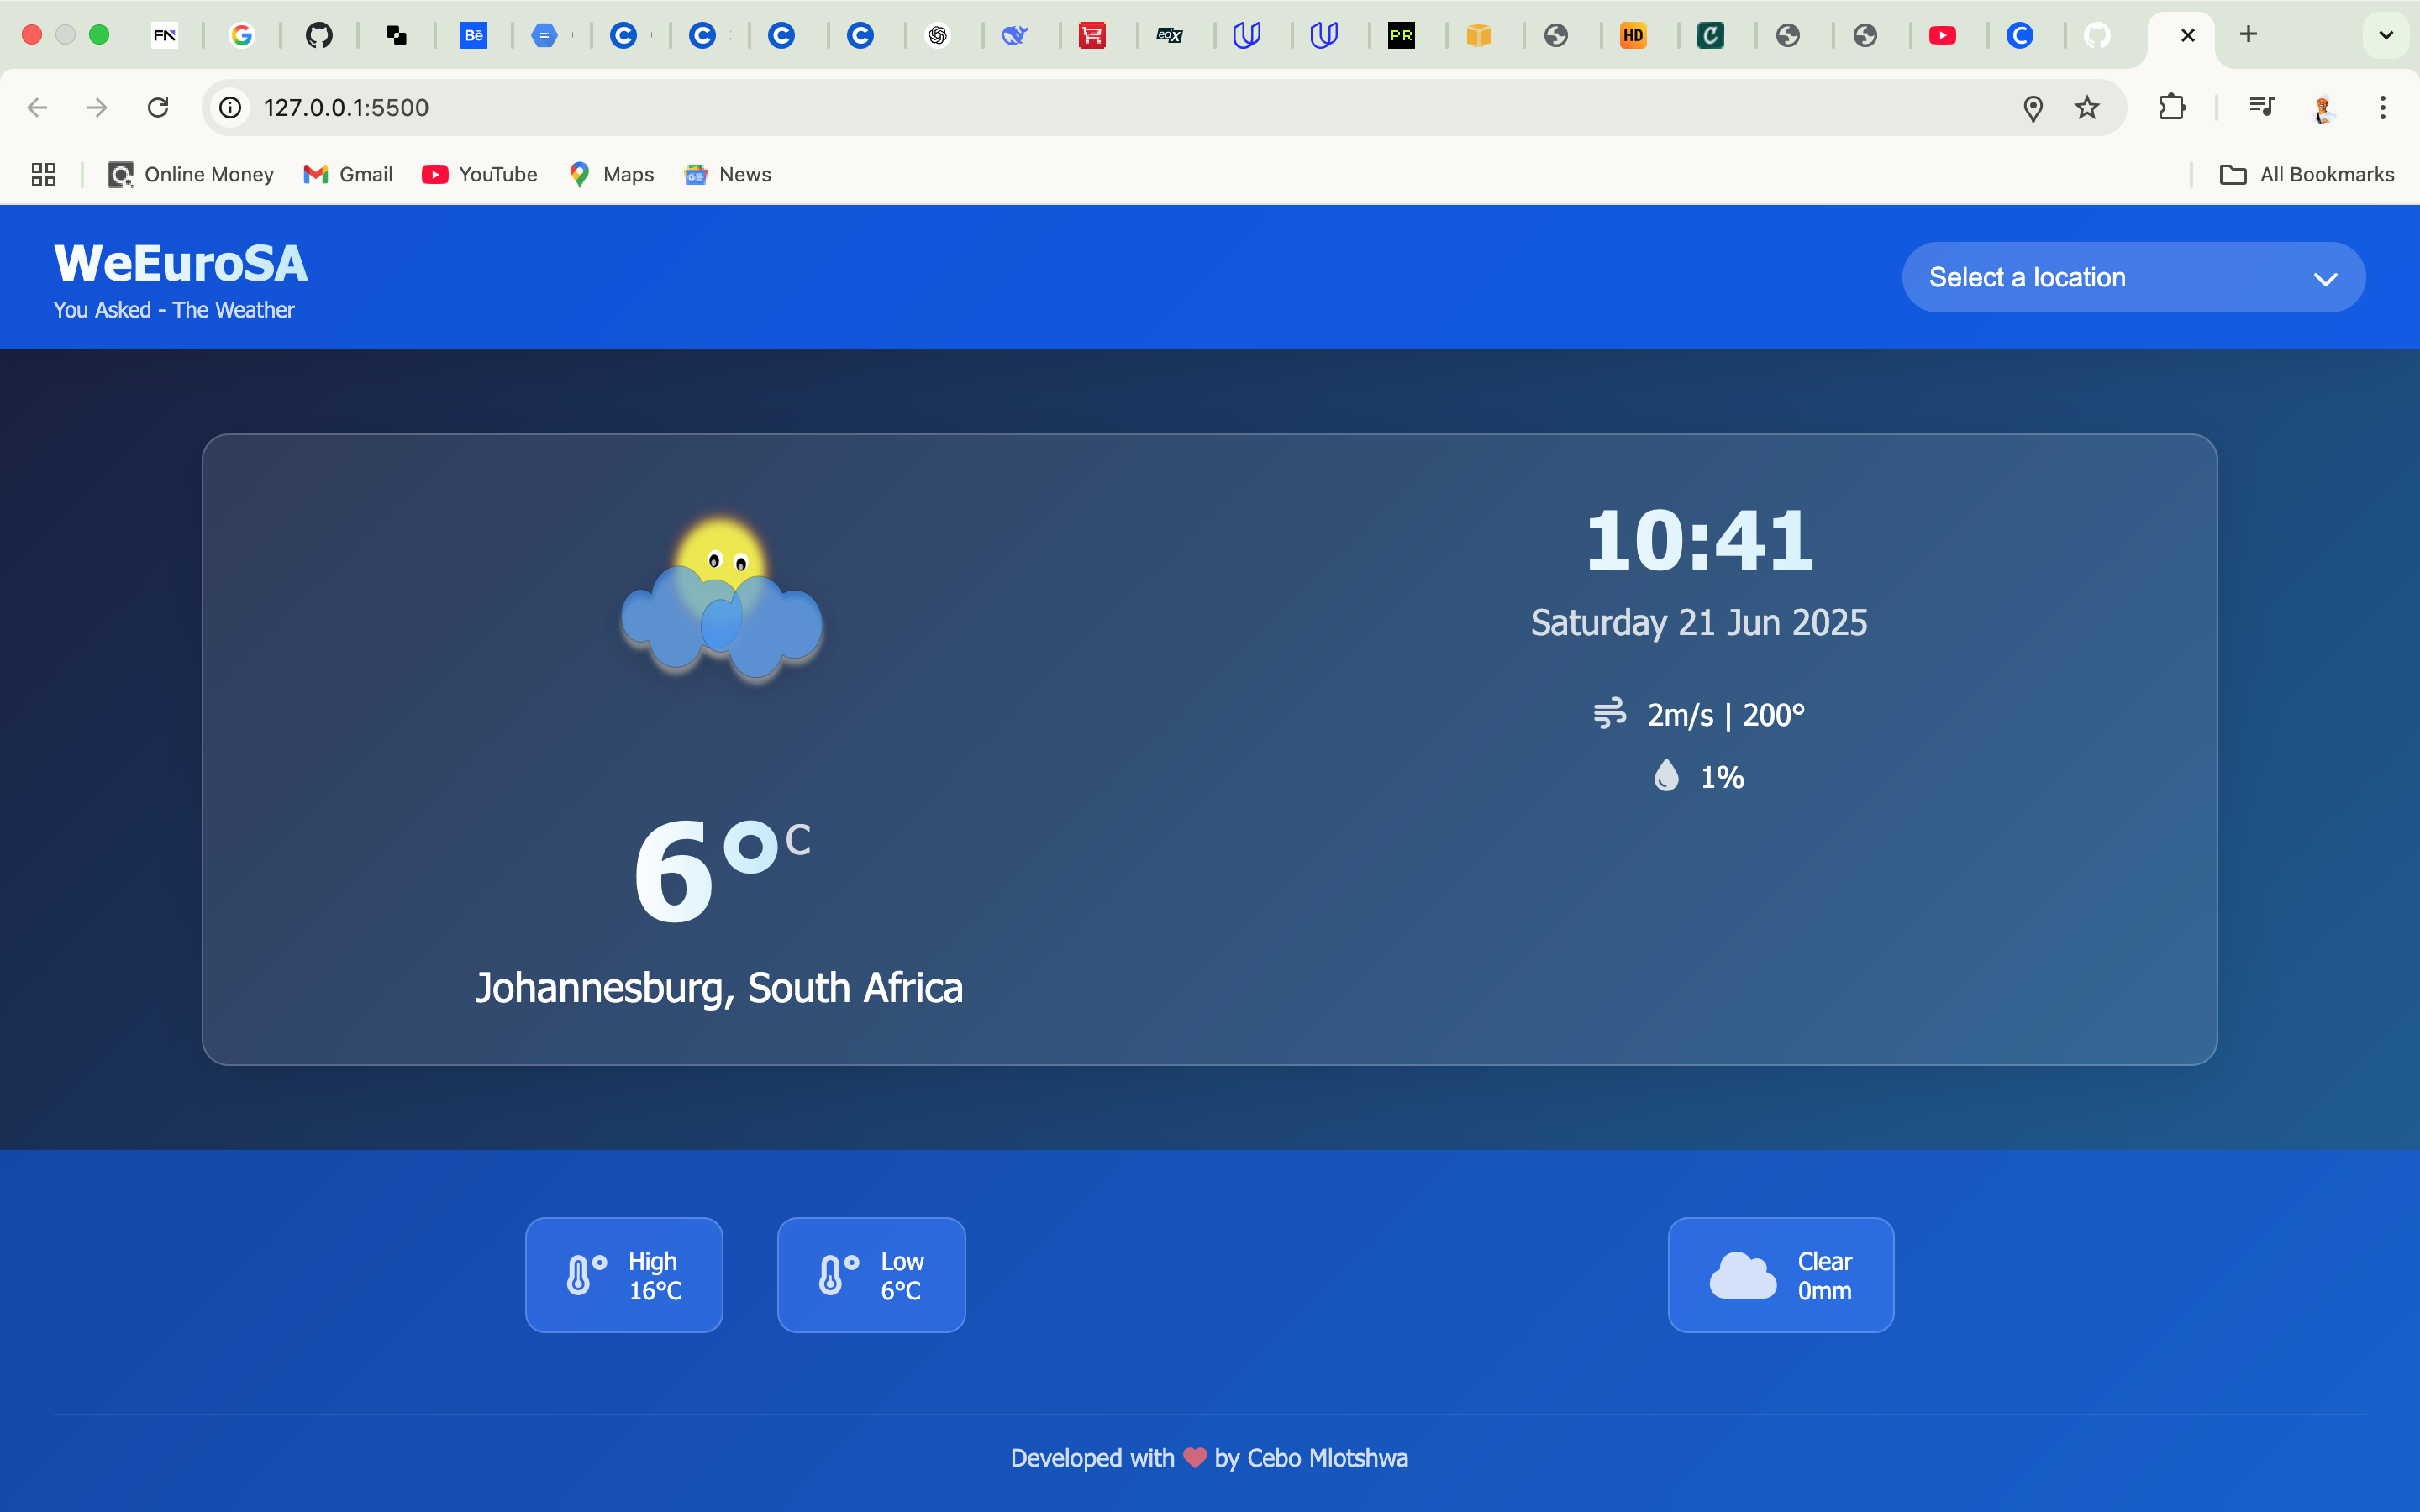 FN
Bē
edX
PR
HD
127.0.0.1:5500
Online Money
Gmail
YouTube
Maps
News
All Bookmarks
WeEuroSA
You Asked - The Weather
Select a location
10:41
Saturday 21 Jun 2025
2m/s | 200°
1%
6°C
Johannesburg, South Africa
High
16°C
Low
6°C
Clear
0mm
Developed with ❤ by Cebo Mlotshwa